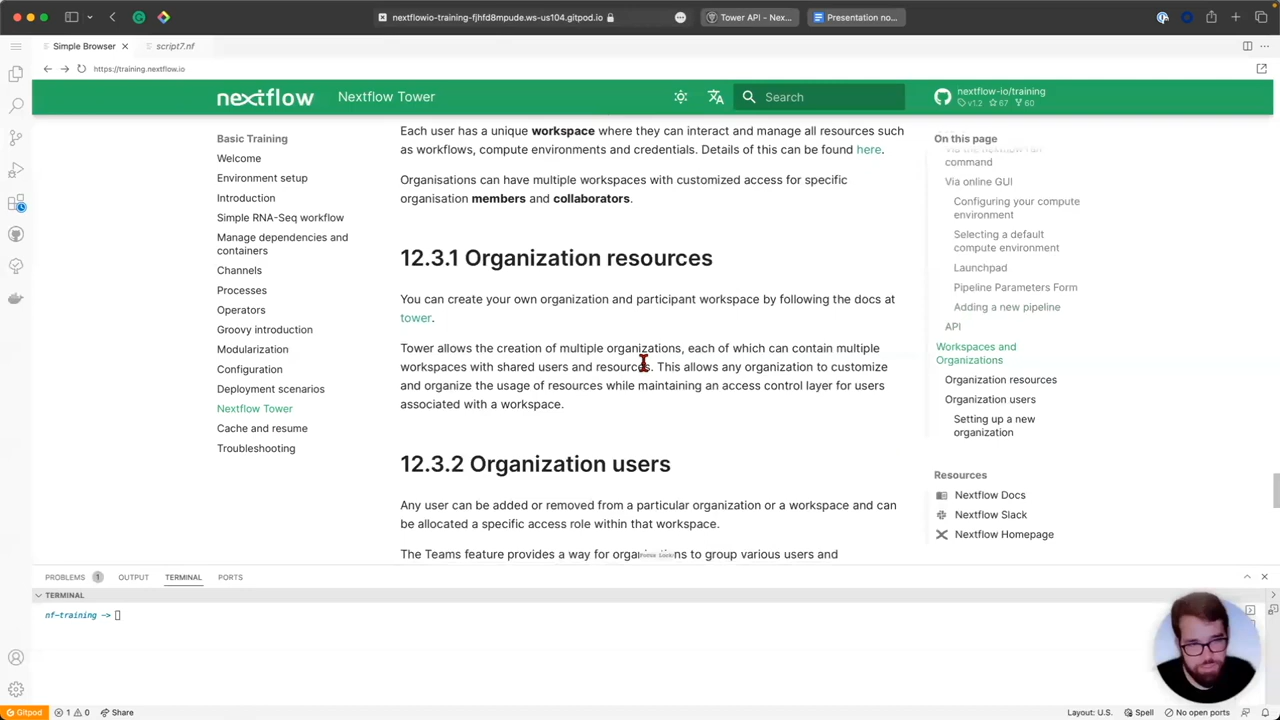 nextflowio-training-fjhfd8mpude.ws-us104.gitpod.io
Tower API - Nex...
Presentation no...
Simple Browser
script7.nf
https://training.nextflow.io
nextflow
Nextflow Tower
Search
nextflow-io/training
v1.2 67 60
Basic Training
Welcome
Environment setup
Introduction
Simple RNA-Seq workflow
Manage dependencies and
containers
Channels
Processes
Operators
Groovy introduction
Modularization
Configuration
Deployment scenarios
Nextflow Tower
Cache and resume
Troubleshooting
Each user has a unique workspace where they can interact and manage all resources such
as workflows, compute environments and credentials. Details of this can be found here.
Organisations can have multiple workspaces with customized access for specific
organisation members and collaborators.
12.3.1 Organization resources
You can create your own organization and participant workspace by following the docs at
tower.
Tower allows the creation of multiple organizations, each of which can contain multiple
workspaces with shared users and resources. This allows any organization to customize
and organize the usage of resources while maintaining an access control layer for users
associated with a workspace.
12.3.2 Organization users
Any user can be added or removed from a particular organization or a workspace and can
be allocated a specific access role within that workspace.
The Teams feature provides a way for organizations to group various users and
On this page
command
Via online GUI
Configuring your compute
environment
Selecting a default
compute environment
Launchpad
Pipeline Parameters Form
Adding a new pipeline
API
Workspaces and
Organizations
Organization resources
Organization users
Setting up a new
organization
Resources
Nextflow Docs
Nextflow Slack
Nextflow Homepage
PROBLEMS 1 OUTPUT TERMINAL PORTS
TERMINAL
nf-training ->
Gitpod 1 0 Share
Layout: U.S. Spell No open ports